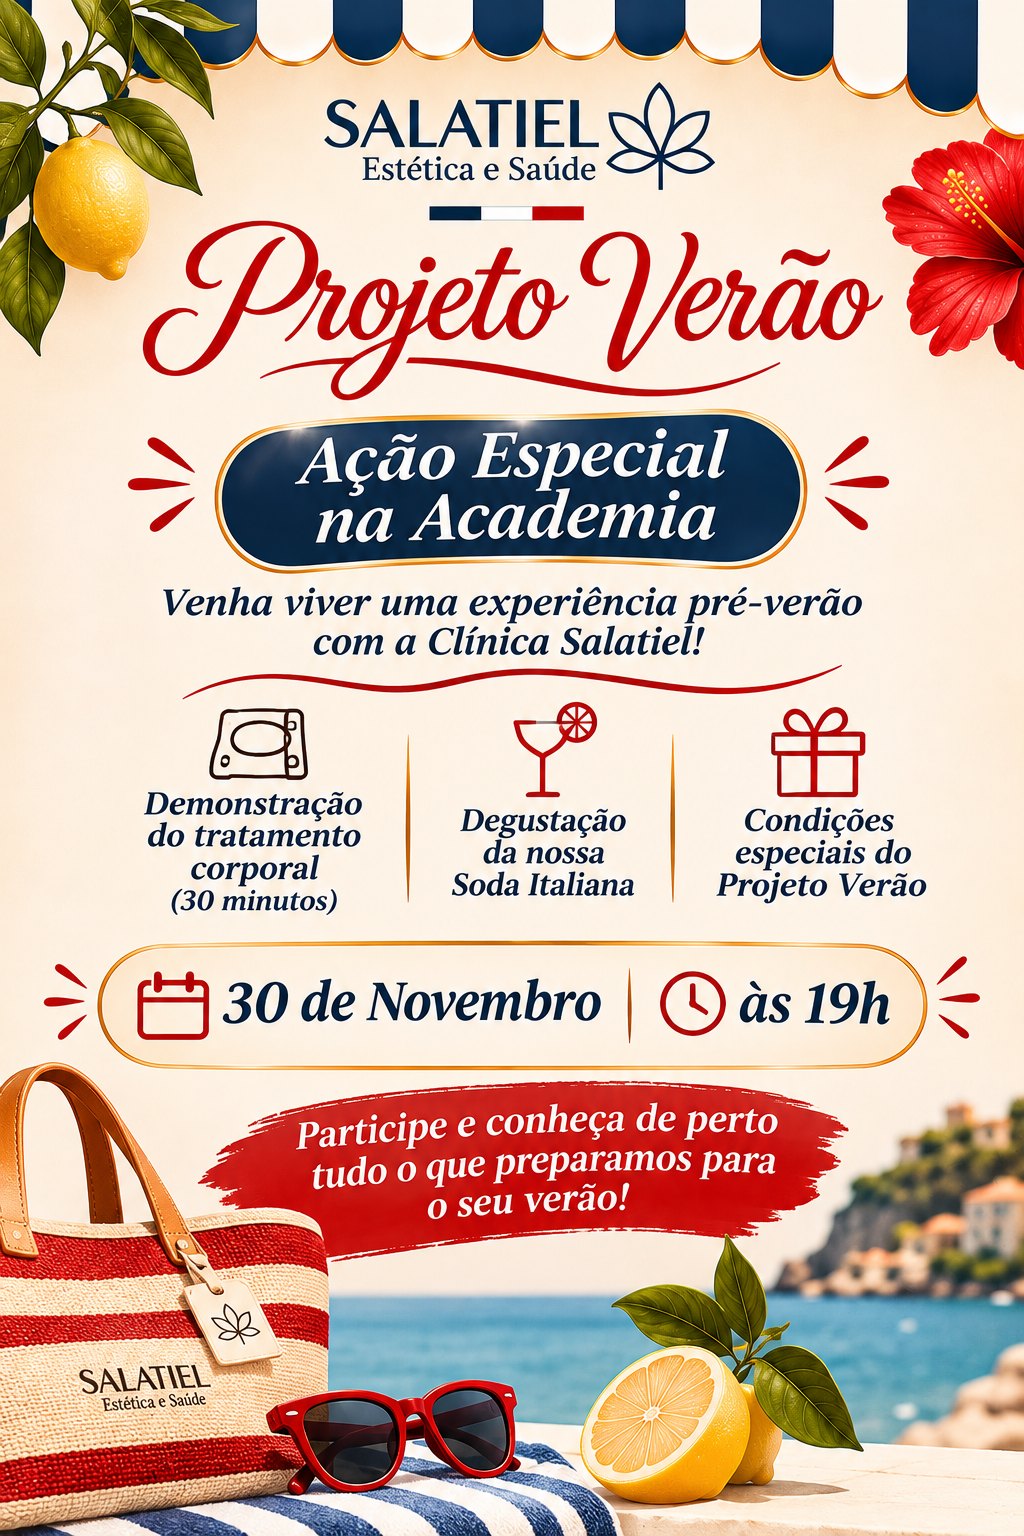 SALATIEL
Estética e Saúde
Projeto Verão
Ação Especial
na Academia
Venha viver uma experiência pré-verão
com a Clínica Salatiel!
Demonstração
do tratamento
corporal
(30 minutos)
Degustação
da nossa
Soda Italiana
Condições
especiais do
Projeto Verão
30 de Novembro
às 19h
Participe e conheça de perto
tudo o que preparamos para
o seu verão!
SALATIEL
Estética e Saúde